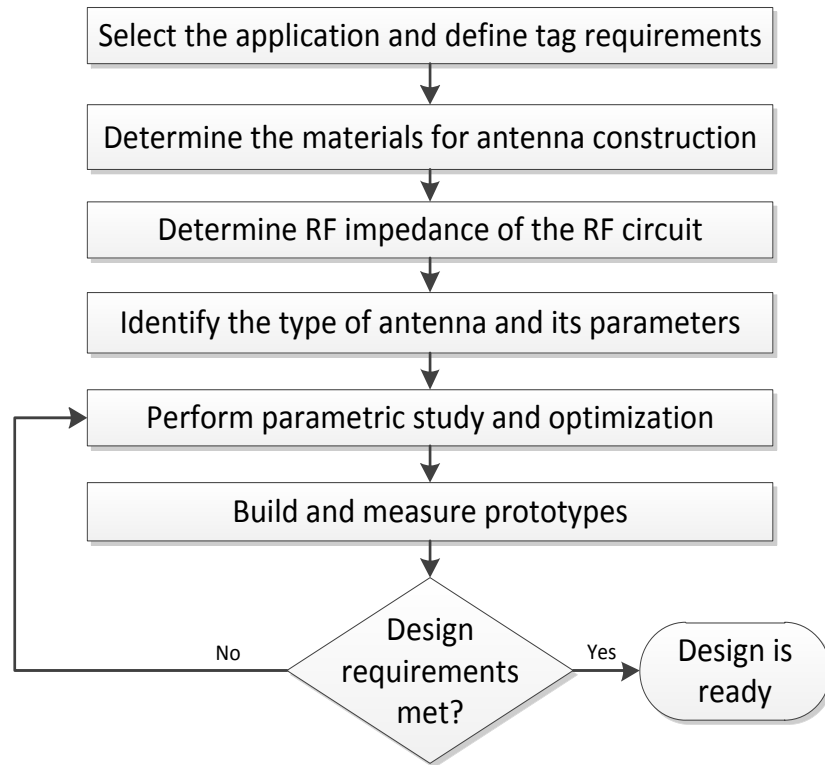 Select the application and define tag requirements
Determine the materials for antenna construction
Determine RF impedance of the RF circuit
Identify the type of antenna and its parameters
Perform parametric study and optimization
Build and measure prototypes
Design
requirements
met?
No
Yes
Design is
ready